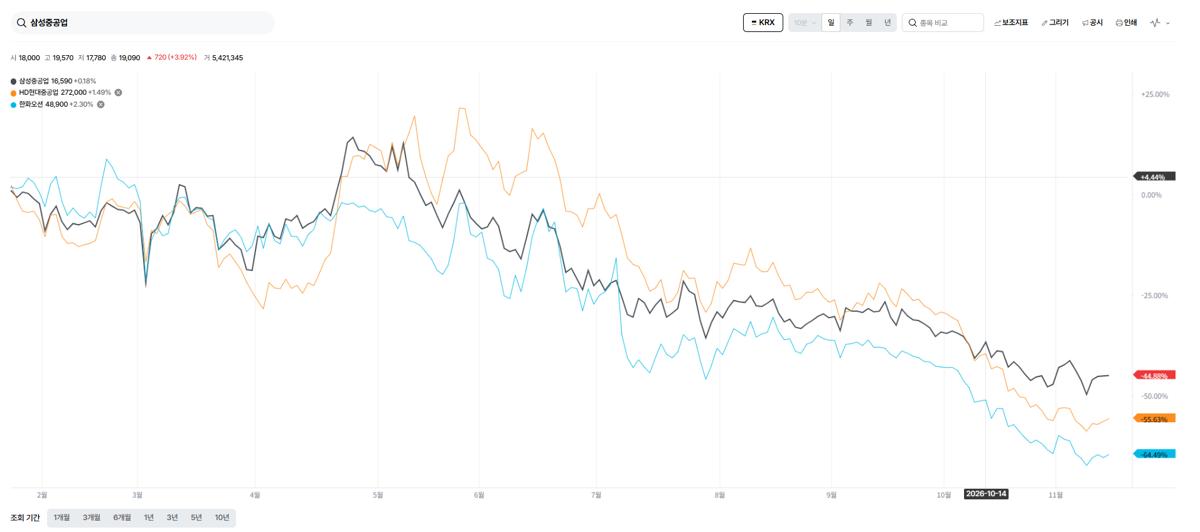 삼성중공업 KRX 10분 일 주 월 년 종목 비교 보조지표 그리기 공시 인쇄
시 18,000 고 19,570 저 17,780 종 19,090 ▲ 720 (+3.92%) 거 5,421,345
삼성중공업 16,590 +0.18%
HD현대중공업 272,000 +1.49%
한화오션 48,900 +2.30%
+25.00%
+4.44%
0.00%
-25.00%
-44.88%
-50.00%
-55.63%
-64.49%
2월 3월 4월 5월 6월 7월 8월 9월 10월 2026-10-14 11월
조회 기간 1개월 3개월 6개월 1년 3년 5년 10년